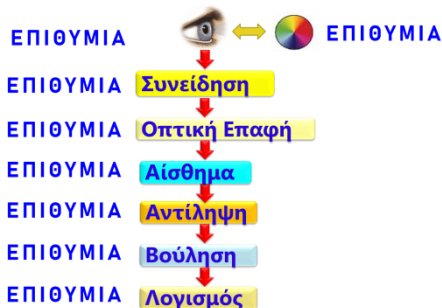 ΕΠΙΘΥΜΙΑ ΕΠΙΘΥΜΙΑ
ΕΠΙΘΥΜΙΑ Συνείδηση
ΕΠΙΘΥΜΙΑ Οπτική Επαφή
ΕΠΙΘΥΜΙΑ Αίσθημα
ΕΠΙΘΥΜΙΑ Αντίληψη
ΕΠΙΘΥΜΙΑ Βούληση
ΕΠΙΘΥΜΙΑ Λογισμός